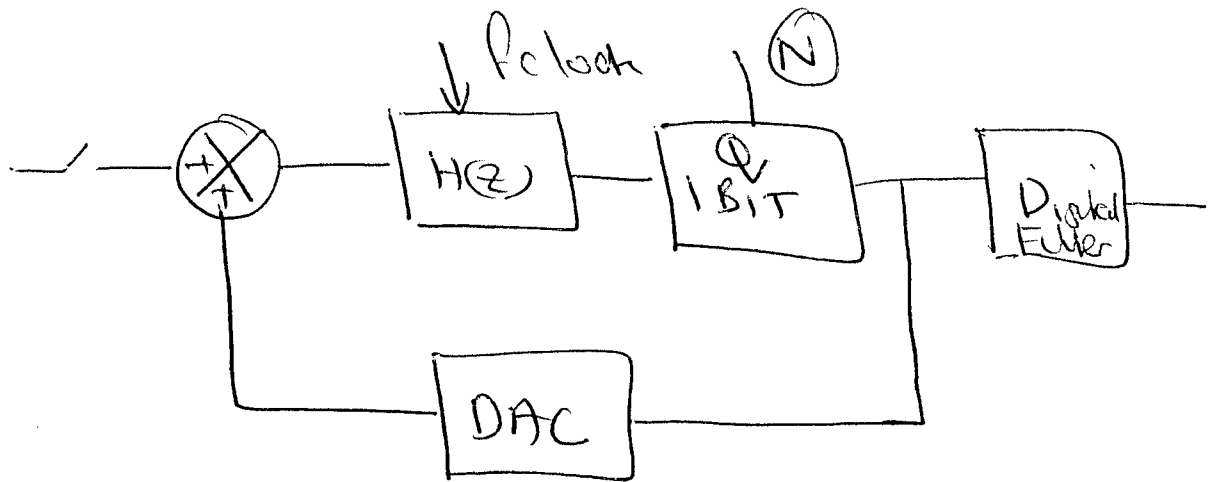 fclock
N
+
+
H(z)
Q
1 BIT
Digital
Filter
DAC